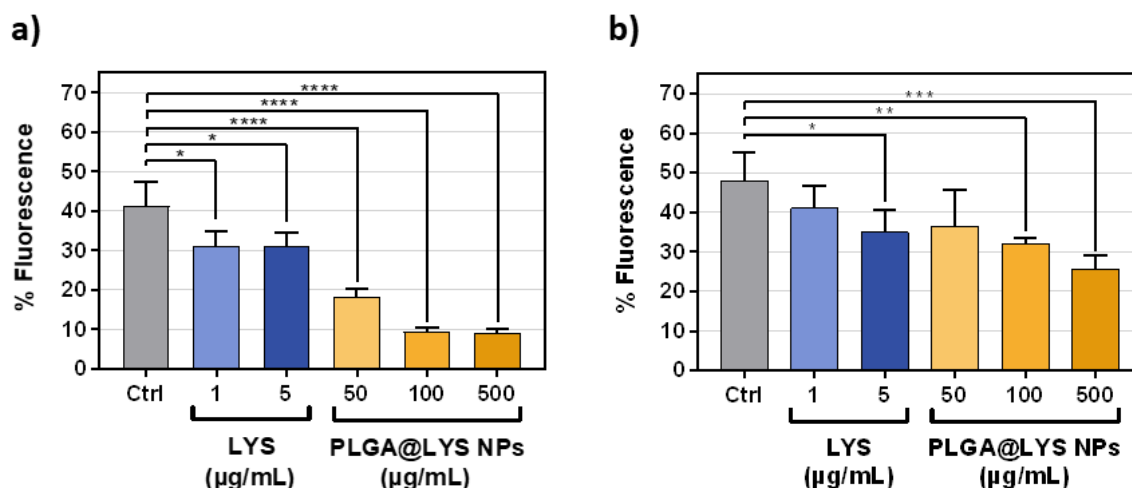 a)
% Fluorescence
70
60
50
40
30
20
10
0
****
****
****
*
*
Ctrl 1 5 50 100 500
LYS PLGA@LYS NPs
(µg/mL) (µg/mL)
b)
% Fluorescence
70
60
50
40
30
20
10
0
***
**
*
Ctrl 1 5 50 100 500
LYS PLGA@LYS NPs
(µg/mL) (µg/mL)